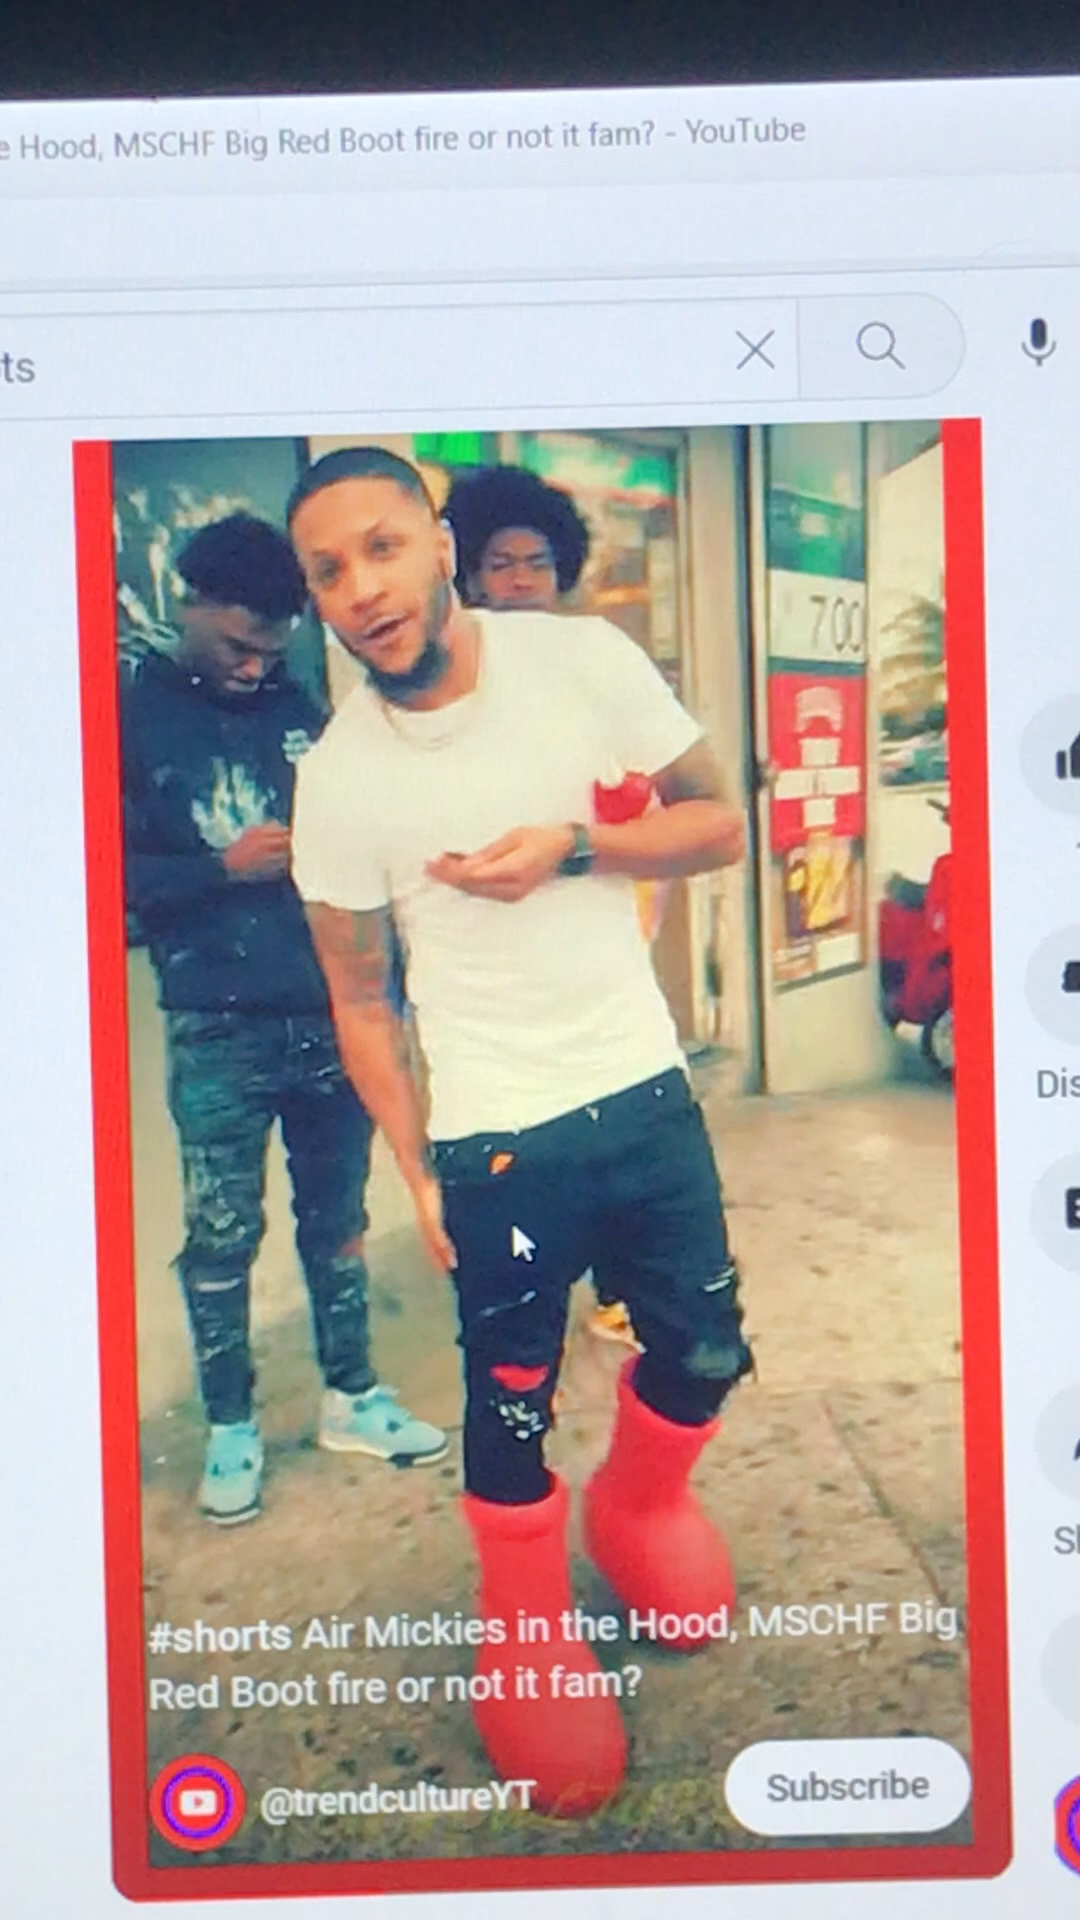 e Hood, MSCHF Big Red Boot fire or not it fam? - YouTube
ts
700
Dis
#shorts Air Mickies in the Hood, MSCHF Big
Red Boot fire or not it fam?
@trendcultureYT
Subscribe